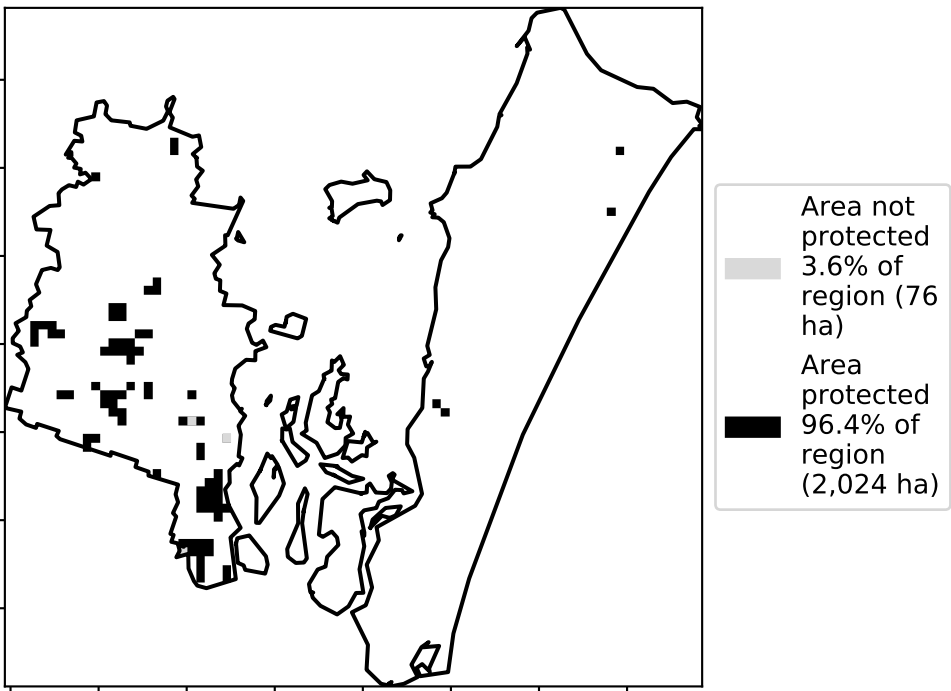 Area not
protected
3.6% of
region (76
ha)
Area
protected
96.4% of
region
(2,024 ha)